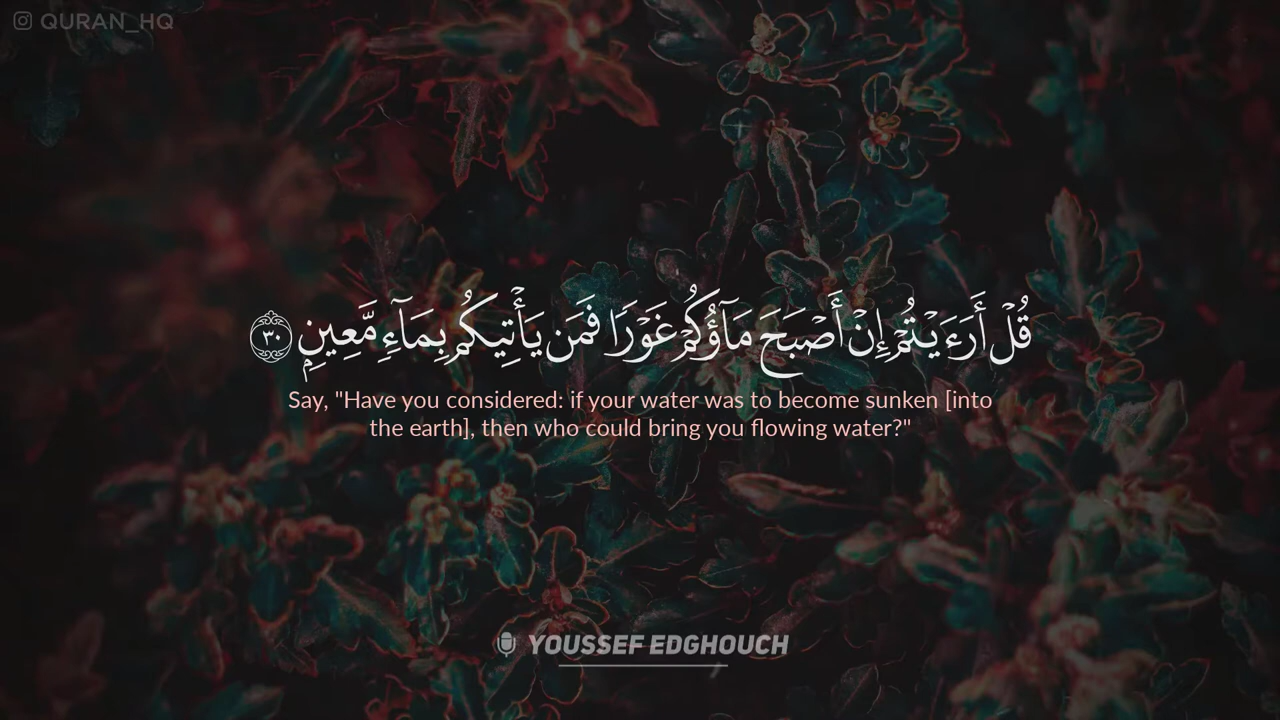 QURAN_HQ
قُلْ أَرَءَيْتُمْ إِنْ أَصْبَحَ مَآؤُكُمْ غَوْرًا فَمَن يَأْتِيكُم بِمَآءٍ مَّعِينٍۭ ٣٠
Say, "Have you considered: if your water was to become sunken [into
the earth], then who could bring you flowing water?"
YOUSSEF EDGHOUCH